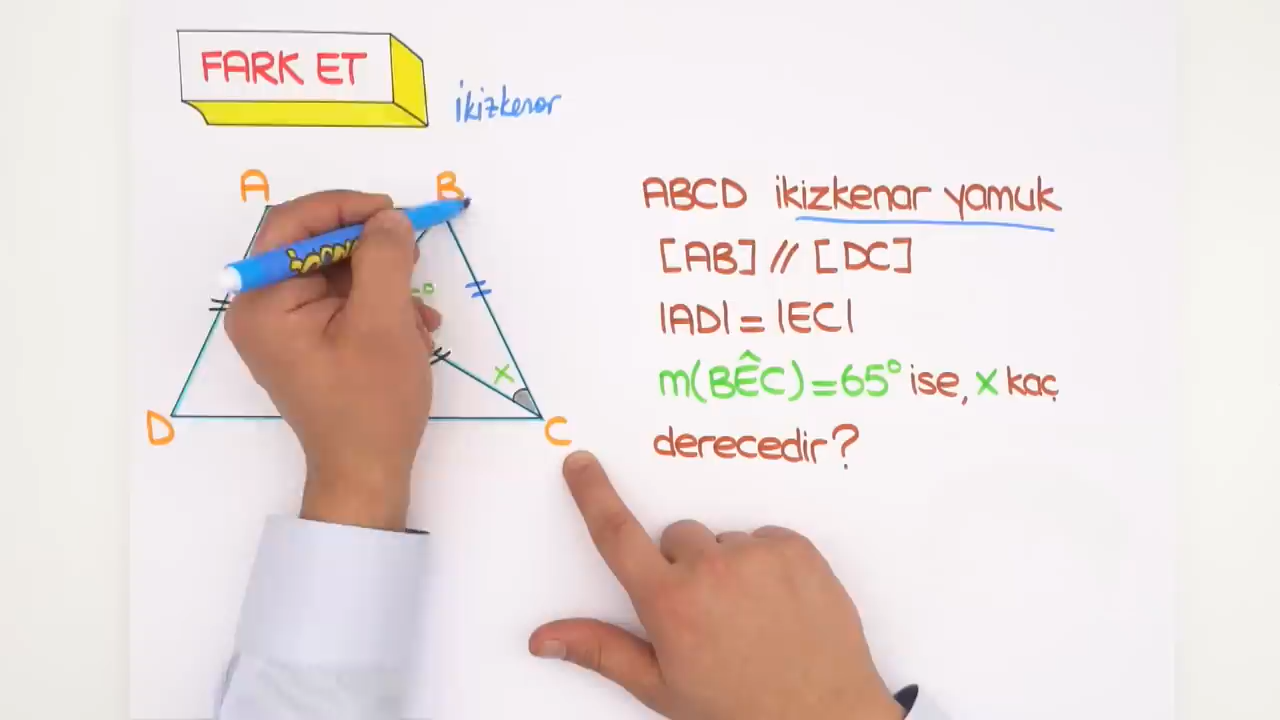 FARK ET
ikizkenar
A
B
ABCD ikizkenar yamuk
[AB] // [DC]
|AD| = |EC|
x
m(BÊC) = 65° ise, x kaç
D
C
derecedir?